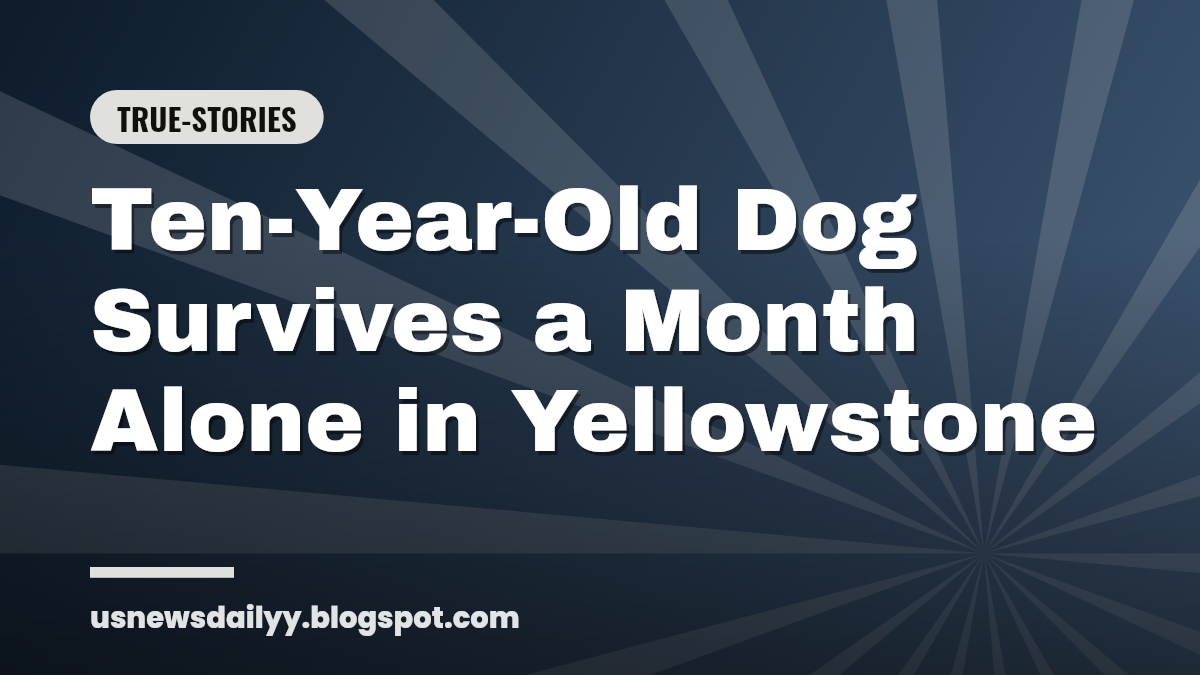 TRUE-STORIES
Ten-Year-Old Dog
Survives a Month
Alone in Yellowstone
usnewsdailyy.blogspot.com